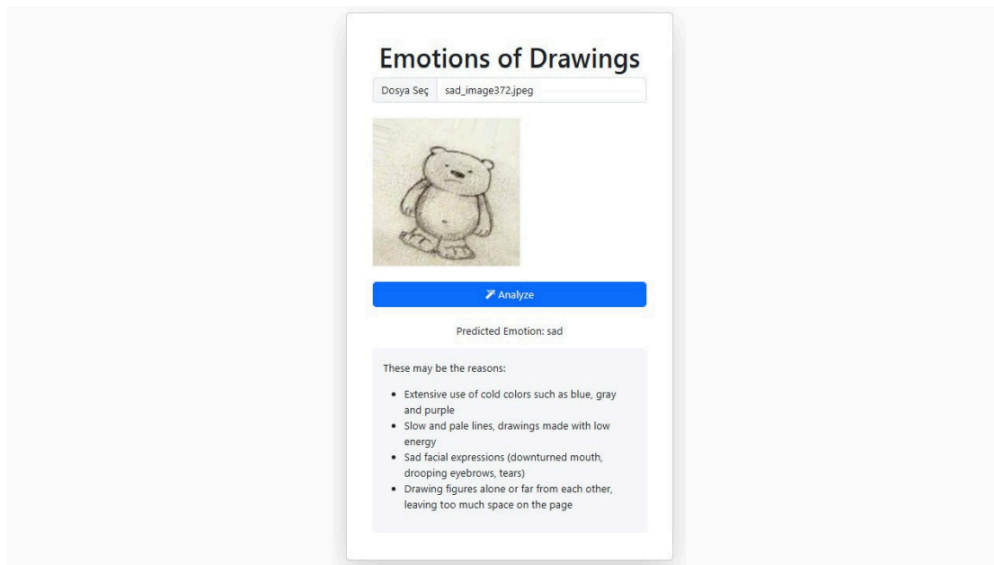 Emotions of Drawings
Dosya Seç sad_image372.jpeg
Analyze
Predicted Emotion: sad
These may be the reasons:
• Extensive use of cold colors such as blue, gray
and purple
• Slow and pale lines, drawings made with low
energy
• Sad facial expressions (downturned mouth,
drooping eyebrows, tears)
• Drawing figures alone or far from each other,
leaving too much space on the page